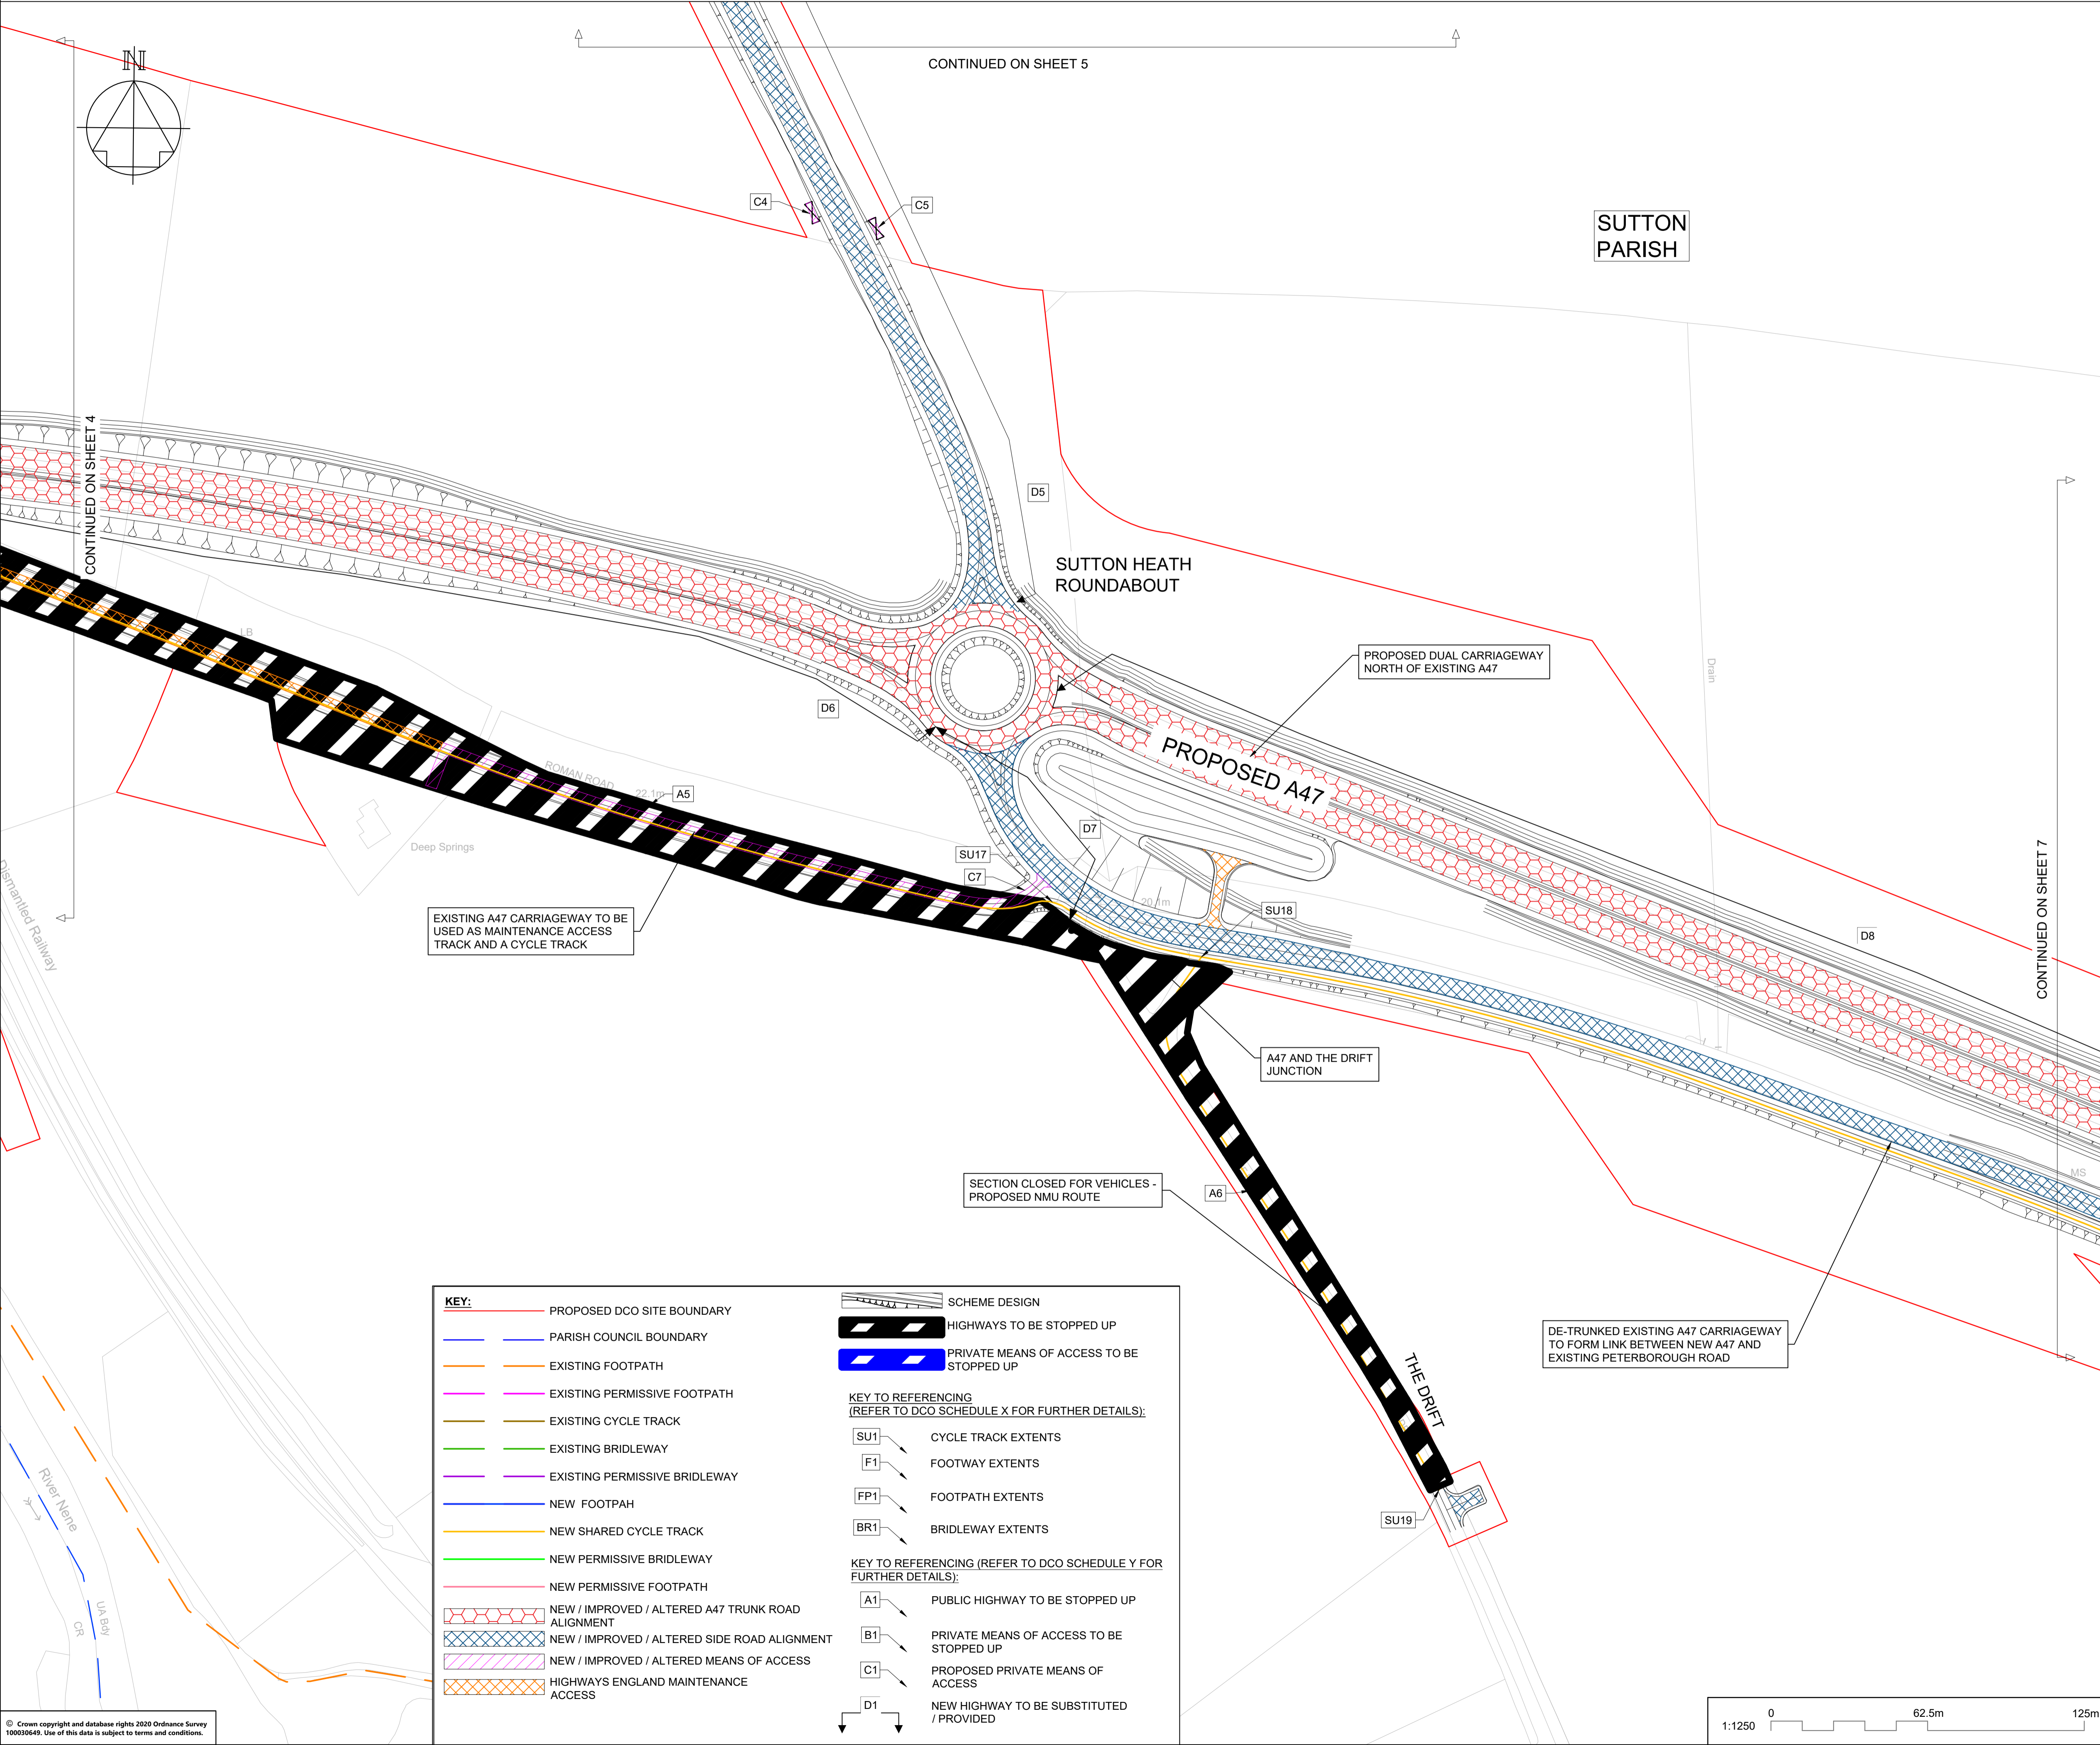 CONTINUED ON SHEET 5
N
C4
C5
SUTTON
PARISH
CONTINUED ON SHEET 4
D5
SUTTON HEATH
ROUNDABOUT
LB
PROPOSED DUAL CARRIAGEWAY
NORTH OF EXISTING A47
Drain
D6
PROPOSED A47
ROMAN ROAD
22.1m
A5
Deep Springs
D7
SU17
C7
20.1m
SU18
Dismantled Railway
EXISTING A47 CARRIAGEWAY TO BE
USED AS MAINTENANCE ACCESS
TRACK AND A CYCLE TRACK
D8
CONTINUED ON SHEET 7
A47 AND THE DRIFT
JUNCTION
MS
SECTION CLOSED FOR VEHICLES -
PROPOSED NMU ROUTE
A6
DE-TRUNKED EXISTING A47 CARRIAGEWAY
TO FORM LINK BETWEEN NEW A47 AND
EXISTING PETERBOROUGH ROAD
THE DRIFT
SU19
River Nene
CR
UA Bdy
KEY:
PROPOSED DCO SITE BOUNDARY
PARISH COUNCIL BOUNDARY
EXISTING FOOTPATH
EXISTING PERMISSIVE FOOTPATH
EXISTING CYCLE TRACK
EXISTING BRIDLEWAY
EXISTING PERMISSIVE BRIDLEWAY
NEW FOOTPAH
NEW SHARED CYCLE TRACK
NEW PERMISSIVE BRIDLEWAY
NEW PERMISSIVE FOOTPATH
NEW / IMPROVED / ALTERED A47 TRUNK ROAD
ALIGNMENT
NEW / IMPROVED / ALTERED SIDE ROAD ALIGNMENT
NEW / IMPROVED / ALTERED MEANS OF ACCESS
HIGHWAYS ENGLAND MAINTENANCE
ACCESS
SCHEME DESIGN
HIGHWAYS TO BE STOPPED UP
PRIVATE MEANS OF ACCESS TO BE
STOPPED UP
KEY TO REFERENCING
(REFER TO DCO SCHEDULE X FOR FURTHER DETAILS):
SU1 CYCLE TRACK EXTENTS
F1 FOOTWAY EXTENTS
FP1 FOOTPATH EXTENTS
BR1 BRIDLEWAY EXTENTS
KEY TO REFERENCING (REFER TO DCO SCHEDULE Y FOR
FURTHER DETAILS):
A1 PUBLIC HIGHWAY TO BE STOPPED UP
B1 PRIVATE MEANS OF ACCESS TO BE
STOPPED UP
C1 PROPOSED PRIVATE MEANS OF
ACCESS
D1 NEW HIGHWAY TO BE SUBSTITUTED
/ PROVIDED
© Crown copyright and database rights 2020 Ordnance Survey
100030649. Use of this data is subject to terms and conditions.
1:1250
0 62.5m 125m